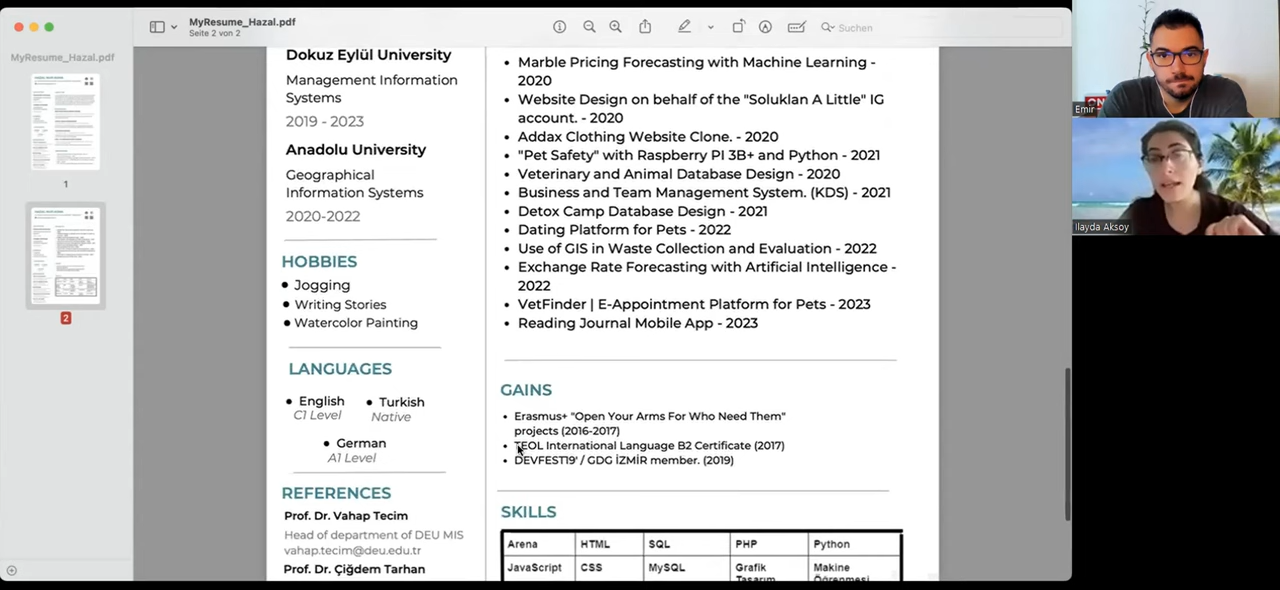 MyResume_Hazal.pdf
Seite 2 von 2
Suchen
MyResume_Hazal.pdf
1
2
Dokuz Eylül University
Management Information
Systems
2019 - 2023
Anadolu University
Geographical
Information Systems
2020-2022
HOBBIES
Jogging
Writing Stories
Watercolor Painting
LANGUAGES
English
C1 Level
Turkish
Native
German
A1 Level
REFERENCES
Prof. Dr. Vahap Tecim
Head of department of DEU MIS
vahap.tecim@deu.edu.tr
Prof. Dr. Çiğdem Tarhan
Marble Pricing Forecasting with Machine Learning -
2020
Website Design on behalf of the "Soluklan A Little" IG
account. - 2020
Addax Clothing Website Clone. - 2020
"Pet Safety" with Raspberry PI 3B+ and Python - 2021
Veterinary and Animal Database Design - 2020
Business and Team Management System. (KDS) - 2021
Detox Camp Database Design - 2021
Dating Platform for Pets - 2022
Use of GIS in Waste Collection and Evaluation - 2022
Exchange Rate Forecasting with Artificial Intelligence -
2022
VetFinder | E-Appointment Platform for Pets - 2023
Reading Journal Mobile App - 2023
GAINS
Erasmus+ "Open Your Arms For Who Need Them"
projects (2016-2017)
TEOL International Language B2 Certificate (2017)
DEVFEST19' / GDG İZMİR member. (2019)
SKILLS
Arena HTML SQL PHP Python
JavaScript CSS MySQL Grafik Makine
Tasarım Öğrenmesi
Emir
Ilayda Aksoy